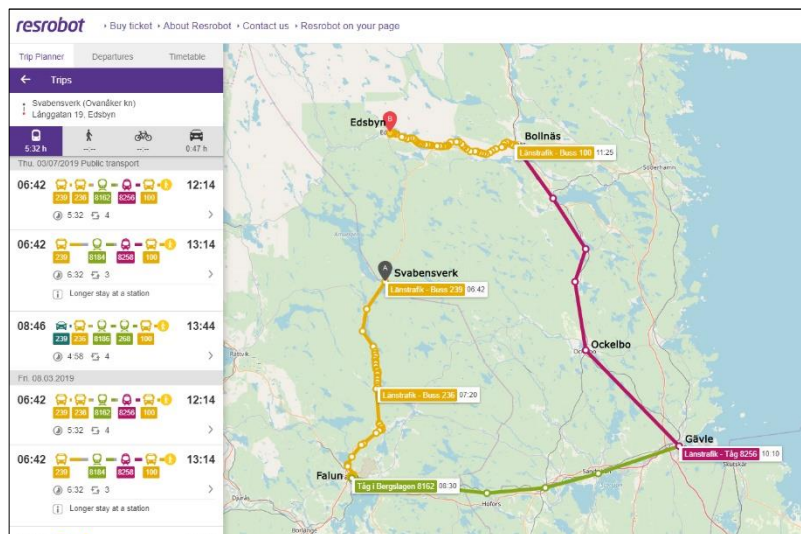 resrobot
Buy ticket
About Resrobot
Contact us
Resrobot on your page
Trip Planner
Departures
Timetable
Trips
Svabensverk (Ovanåker kn)
Långgatan 19, Edsbyn
5:32 h
--:--
--:--
0:47 h
Thu. 03/07/2019 Public transport
06:42
12:14
239 236 8162 8256 100
5:32 4
06:42
13:14
239 8184 8258 100
6:32 3
Longer stay at a station
08:46
13:44
239 236 8186 268 100
4:58 4
Fri. 08.03.2019
06:42
12:14
239 236 8162 8256 100
5:32 4
06:42
13:14
239 8184 8258 100
6:32 3
Longer stay at a station
B
Edsbyn
Bollnäs
Länstrafik - Buss 100 11:25
Söderhamn
A
Svabensverk
Länstrafik - Buss 239 06:42
Ockelbo
Rättvik
Länstrafik - Buss 236 07:20
Gävle
Länstrafik - Tåg 8256 10:10
Skutskär
Falun
Tåg i Bergslagen 8162 08:30
Hofors
Borlänge